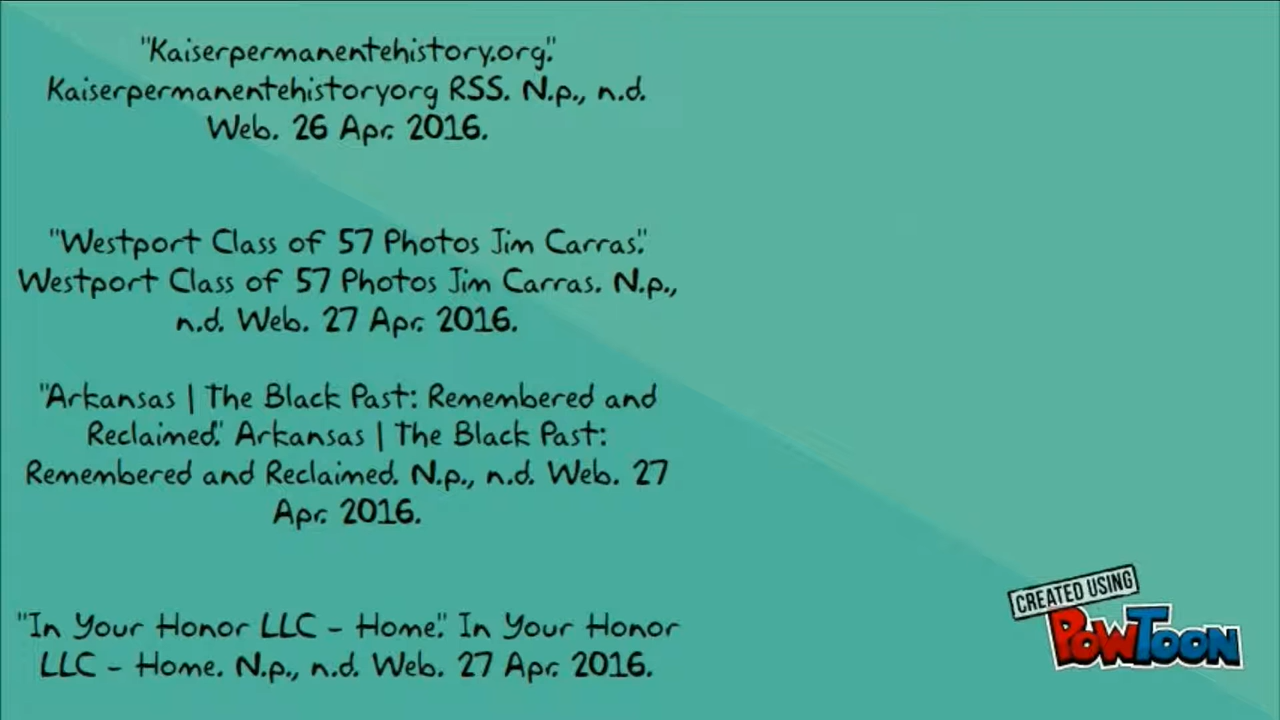 "Kaiserpermanentehistory.org."
Kaiserpermanentehistoryorg RSS. N.p., n.d.
Web. 26 Apr. 2016.
"Westport Class of 57 Photos Jim Carras."
Westport Class of 57 Photos Jim Carras. N.p.,
n.d. Web. 27 Apr. 2016.
"Arkansas | The Black Past: Remembered and
Reclaimed." Arkansas | The Black Past:
Remembered and Reclaimed. N.p., n.d. Web. 27
Apr. 2016.
"In Your Honor LLC - Home." In Your Honor
LLC - Home. N.p., n.d. Web. 27 Apr. 2016.
CREATED USING
POWTOON